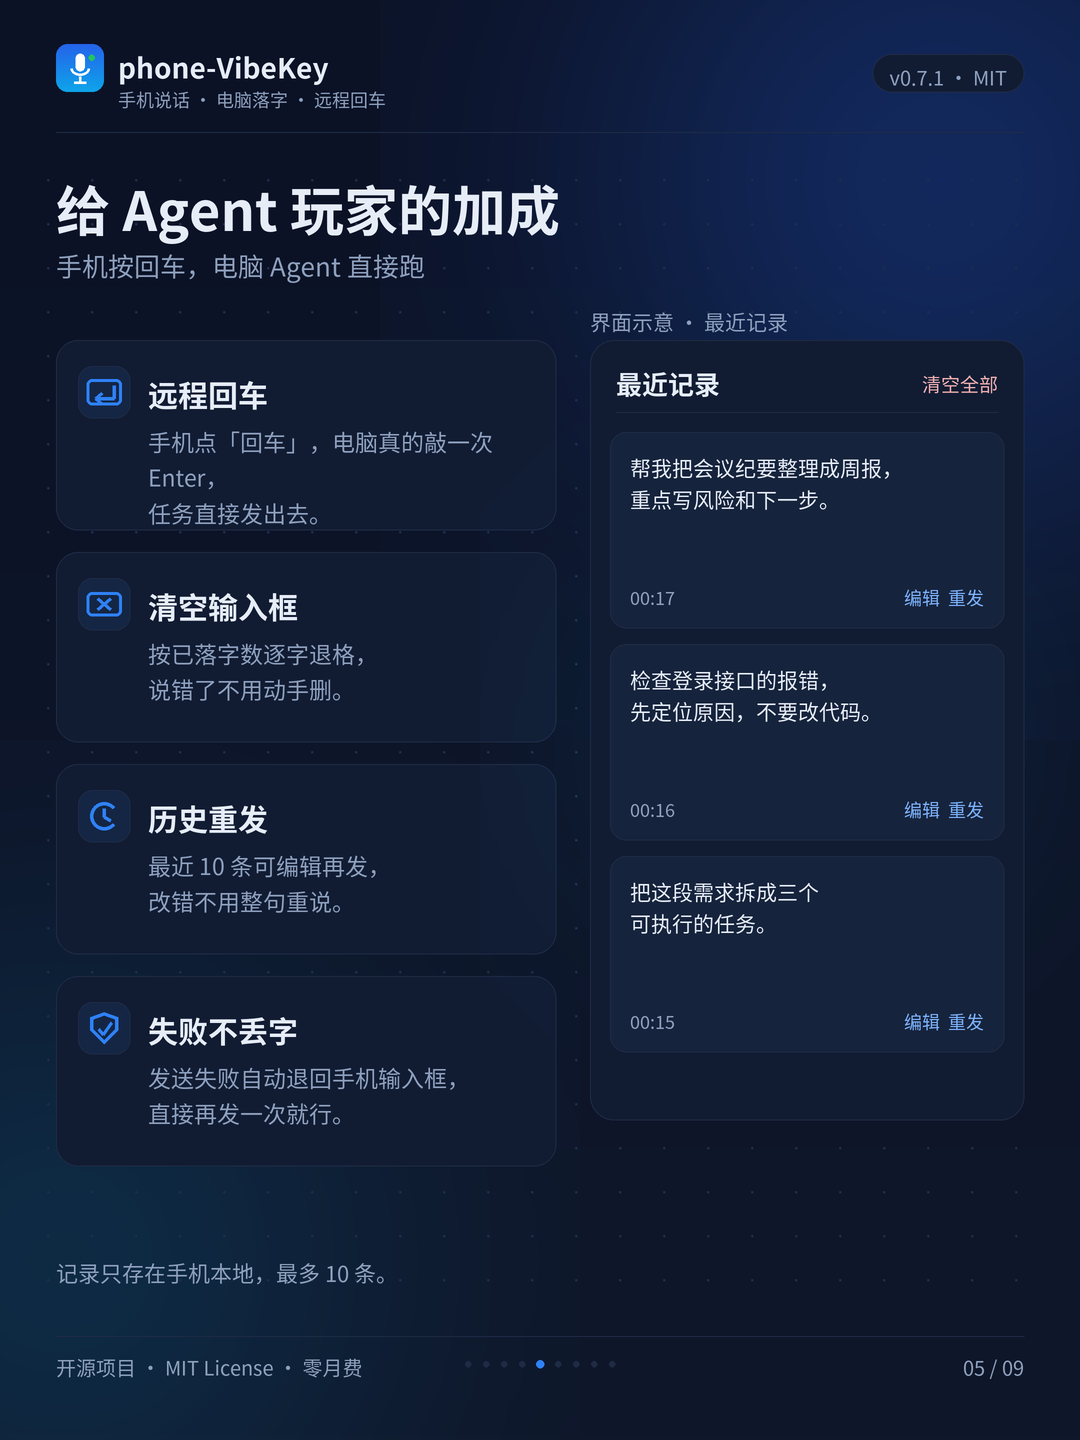 phone-VibeKey
手机说话 • 电脑落字 • 远程回车
v0.7.1 • MIT
给 Agent 玩家的加成
手机按回车，电脑 Agent 直接跑
远程回车
手机点「回车」，电脑真的敲一次
Enter，
任务直接发出去。
清空输入框
按已落字数逐字退格，
说错了不用动手删。
历史重发
最近 10 条可编辑再发，
改错不用整句重说。
失败不丢字
发送失败自动退回手机输入框，
直接再发一次就行。
界面示意 • 最近记录
最近记录
清空全部
帮我把会议纪要整理成周报，
重点写风险和下一步。
00:17
编辑 重发
检查登录接口的报错，
先定位原因，不要改代码。
00:16
编辑 重发
把这段需求拆成三个
可执行的任务。
00:15
编辑 重发
记录只存在手机本地，最多 10 条。
开源项目 • MIT License • 零月费
05 / 09